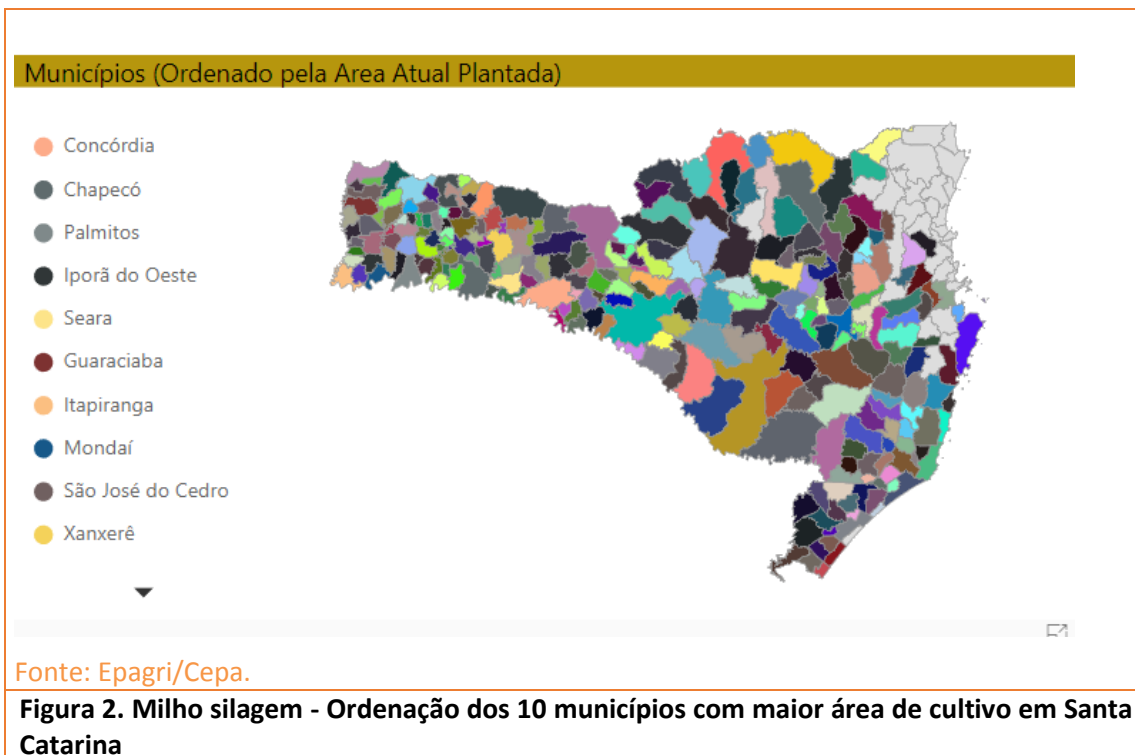 Municípios (Ordenado pela Area Atual Plantada)
Concórdia
Chapecó
Palmitos
Iporã do Oeste
Seara
Guaraciaba
Itapiranga
Mondaí
São José do Cedro
Xanxerê
Fonte: Epagri/Cepa.
Figura 2. Milho silagem - Ordenação dos 10 municípios com maior área de cultivo em Santa
Catarina